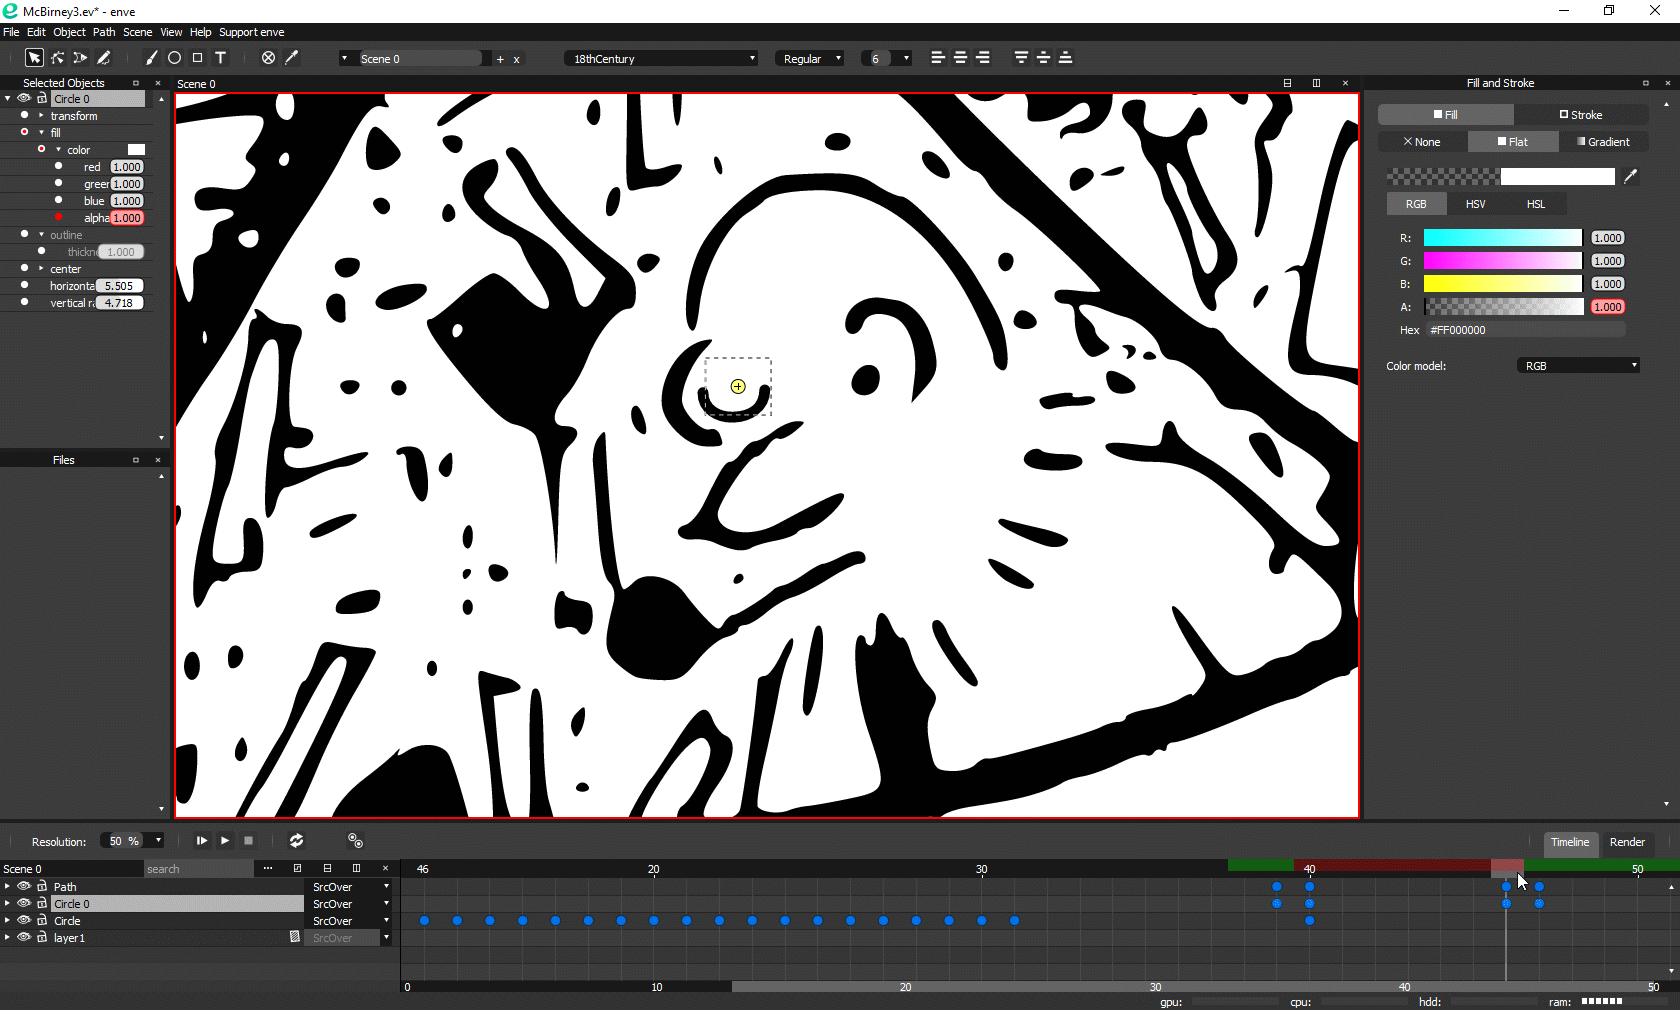 McBirney3.ev* - enve
File Edit Object Path Scene View Help Support enve
T Scene 0 + x 18thCentury Regular 6
Selected Objects
Circle 0
transform
fill
color
red 1.000
green 1.000
blue 1.000
alpha 1.000
outline
thickne 1.000
center
horizonta 5.505
vertical ra 4.718
Files
Scene 0
Fill and Stroke
Fill Stroke
None Flat Gradient
RGB HSV HSL
R: 1.000
G: 1.000
B: 1.000
A: 1.000
Hex #FF000000
Color model: RGB
Resolution: 50 %
Timeline Render
Scene 0 search
46 20 30 40 50
Path SrcOver
Circle 0 SrcOver
Circle SrcOver
layer1 SrcOver
0 10 20 30 40 50
gpu: cpu: hdd: ram: